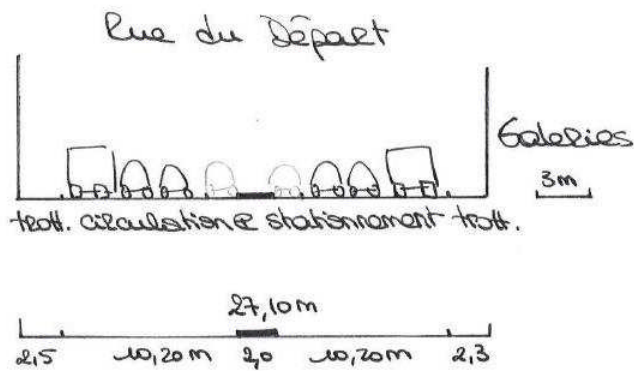 Rue du Départ
Galeries
3m
trott. circulation & stationnement trott.
27,10m
2,5 10,20m 2,0 10,20m 2,3